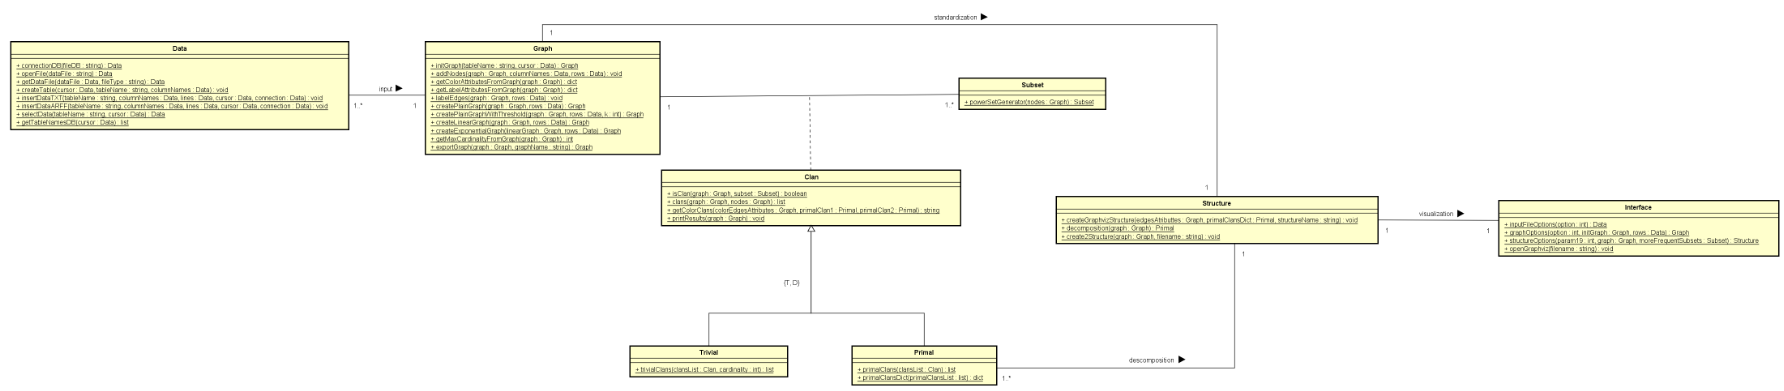 standardization
1
Data
+ connectionDB(fileDB : string) : Data
+ openFile(dataFile : string) : Data
+ getDataFile(dataFile : Data, fileType : string) : Data
+ createTable(cursor : Data, tableName : string, columnNames : Data) : void
+ insertDataTXT(tableName : string, columnNames : Data, lines : Data, cursor : Data, connection : Data) : void
+ insertDataARFF(tableName : string, columnNames : Data, lines : Data, cursor : Data, connection : Data) : void
+ selectData(tableName : string, cursor : Data) : Data
+ getTableNamesDB(cursor : Data) : list
input
1..*
1
Graph
+ initGraph(tableName : string, cursor : Data) : Graph
+ addNodes(graph : Graph, columnNames : Data, rows : Data) : void
+ getColorAttributesFromGraph(graph : Graph) : dict
+ getLabelAttributesFromGraph(graph : Graph) : dict
+ labelEdges(graph : Graph, rows : Data) : void
+ createPlainGraph(graph : Graph, rows : Data) : Graph
+ createPlainGraphWithThreshold(graph : Graph, rows : Data, k : int) : Graph
+ createLinearGraph(graph : Graph, rows : Data) : Graph
+ createExponentialGraph(linearGraph : Graph, rows : Data) : Graph
+ getMaxCardinalityFromGraph(graph : Graph) : int
+ exportGraph(graph : Graph, graphName : string) : Graph
1
1..*
Subset
+ powerSetGenerator(nodes : Graph) : Subset
Clan
+ isClan(graph : Graph, subset : Subset) : boolean
+ clans(graph : Graph, nodes : Graph) : list
+ getColorClans(colorEdgesAttributes : Graph, primalClan1 : Primal, primalClan2 : Primal) : string
+ printResults(graph : Graph) : void
1
Structure
+ createGraphvizStructure(edgesAttributes : Graph, primalClansDict : Primal, structureName : string) : void
+ decomposition(graph : Graph) : Primal
+ create2Structure(graph : Graph, filename : string) : void
visualization
1
1
Interface
+ inputFileOptions(option : int) : Data
+ graphOptions(option : int, initGraph : Graph, rows : Data) : Graph
+ structureOptions(param19 : int, graph : Graph, moreFrequentSubsets : Subset) : Structure
+ openGraphviz(filename : string) : void
1
{T, D}
Trivial
+ trivialClans(clansList : Clan, cardinality : int) : list
Primal
+ primalClans(clansList : Clan) : list
+ primalClansDict(primalClansList : list) : dict
descomposition
1..*